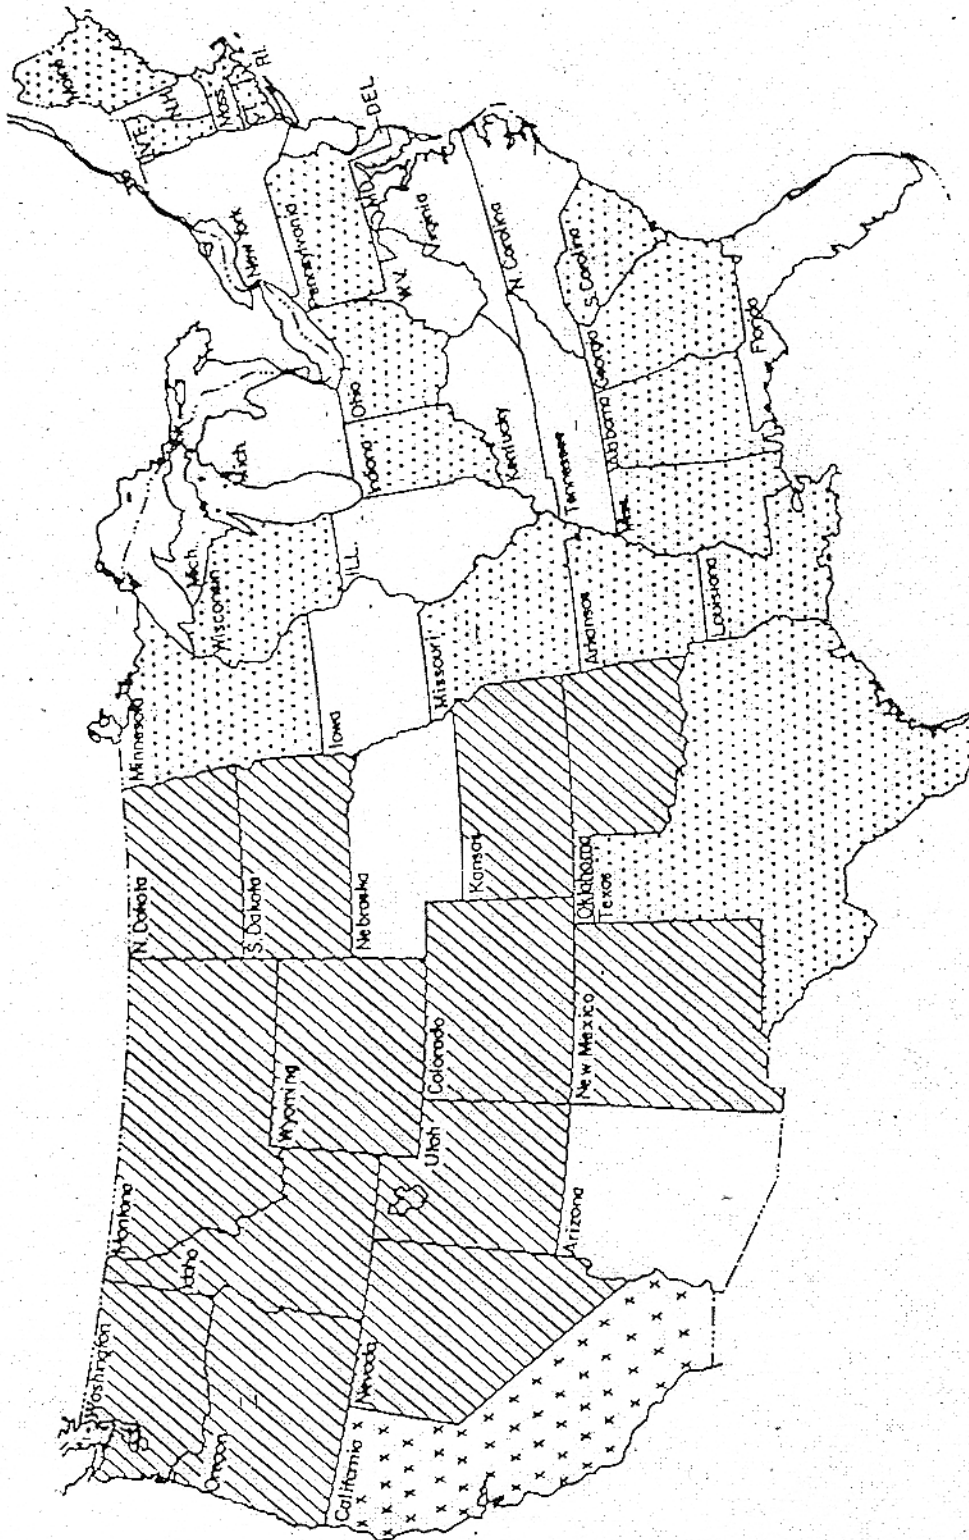 Washington
Oregon
California
Nevada
Idaho
Montana
Wyoming
Utah
Arizona
Colorado
New Mexico
N. Dakota
S. Dakota
Nebraska
Kansas
Oklahoma
Texas
Minnesota
Iowa
Missouri
Arkansas
Louisiana
Wisconsin
Mich.
ILL.
Mich.
Indiana
Ohio
Kentucky
Tennessee
Miss.
Alabama
Georgia
Florida
S. Carolina
N. Carolina
Virginia
W.V.
MD.
DEL.
Pennsylvania
New York
VT.
N.H.
Maine
Mass.
CT.
R.I.